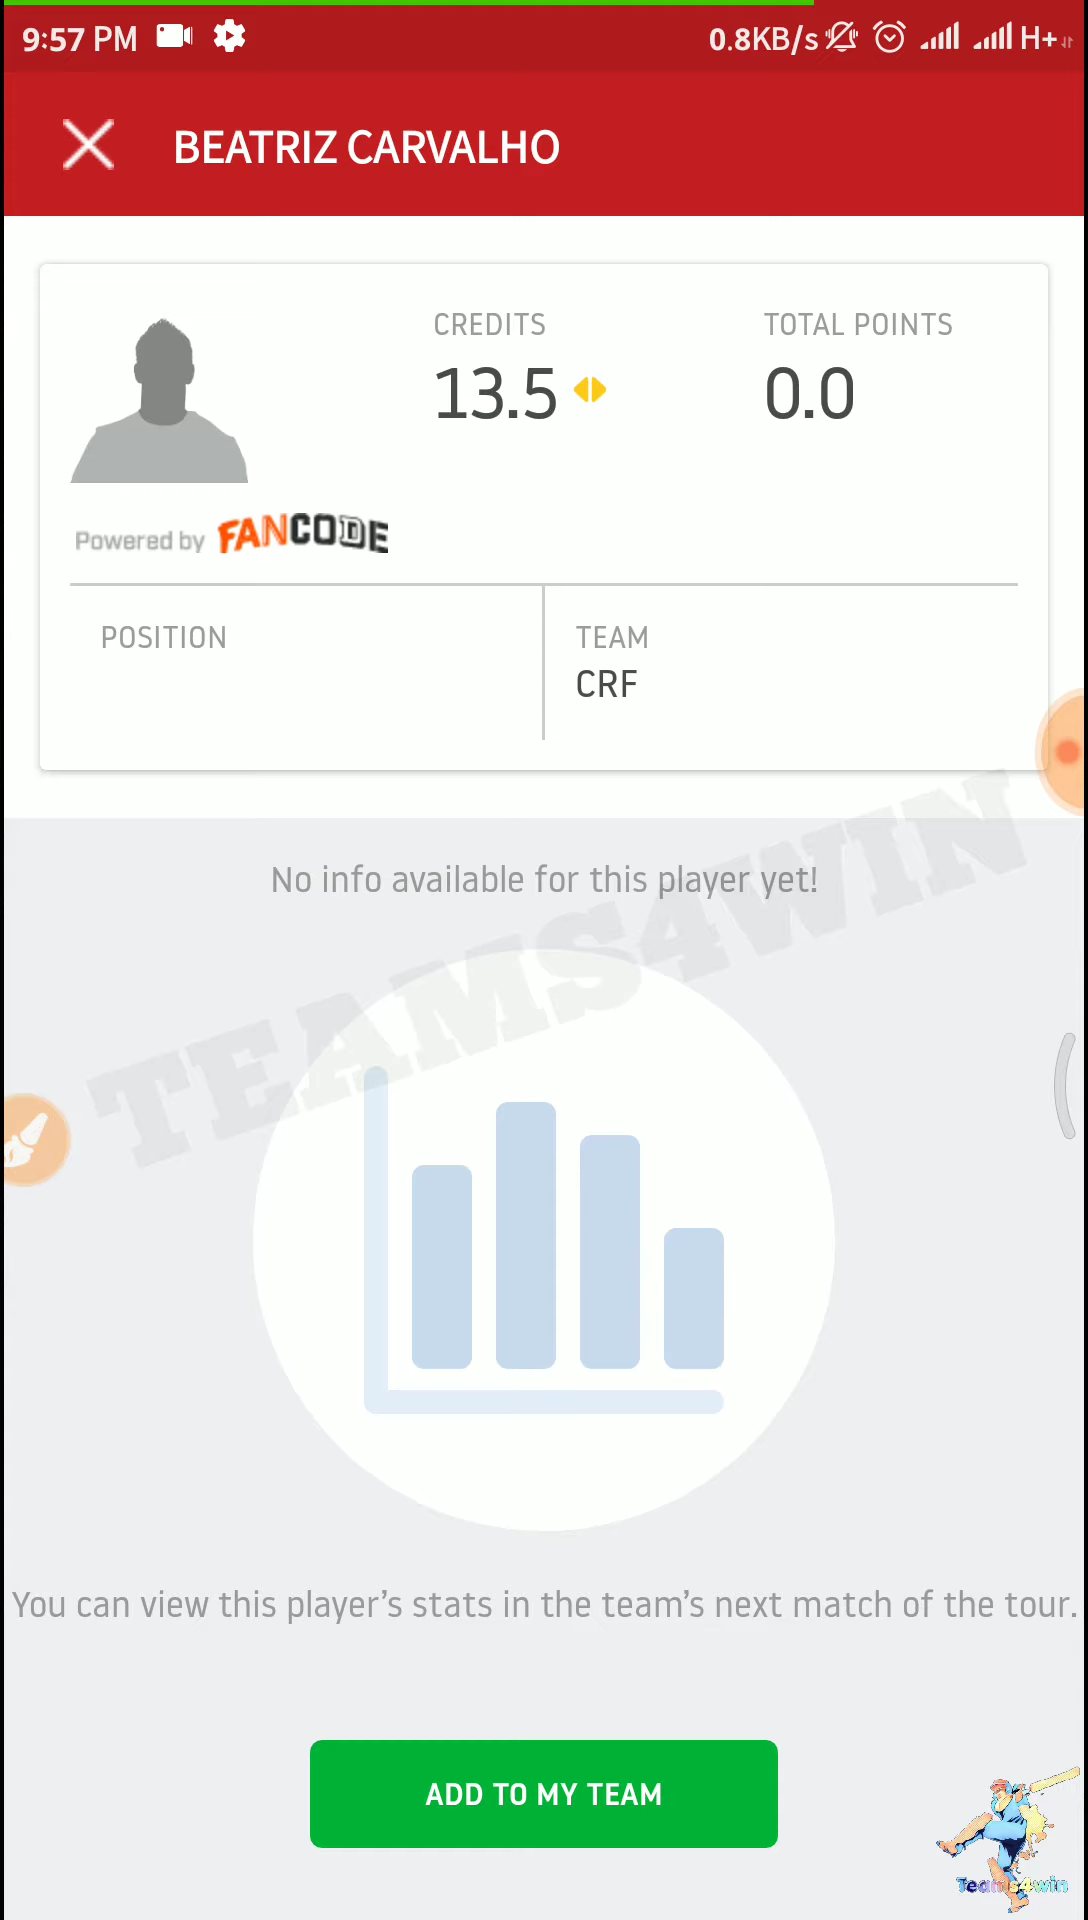 9:57 PM 0.8KB/s H+
BEATRIZ CARVALHO
CREDITS TOTAL POINTS
13.5 0.0
Powered by FANCODE
POSITION TEAM
CRF
No info available for this player yet!
TEAMS4WIN
You can view this player’s stats in the team’s next match of the tour.
ADD TO MY TEAM
Teams4win